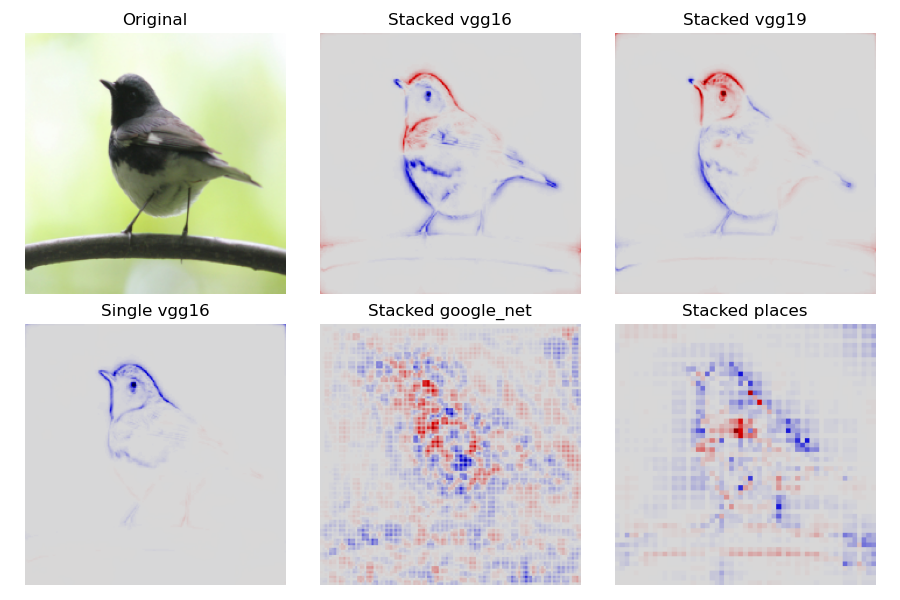 Original
Stacked vgg16
Stacked vgg19
Single vgg16
Stacked google_net
Stacked places